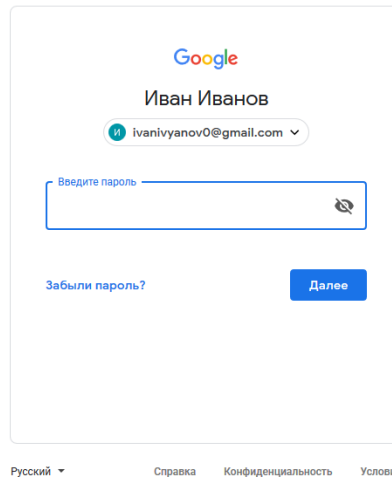 Google
Иван Иванов
И ivanivyanov0@gmail.com
Введите пароль
Забыли пароль? Далее
Русский Справка Конфиденциальность